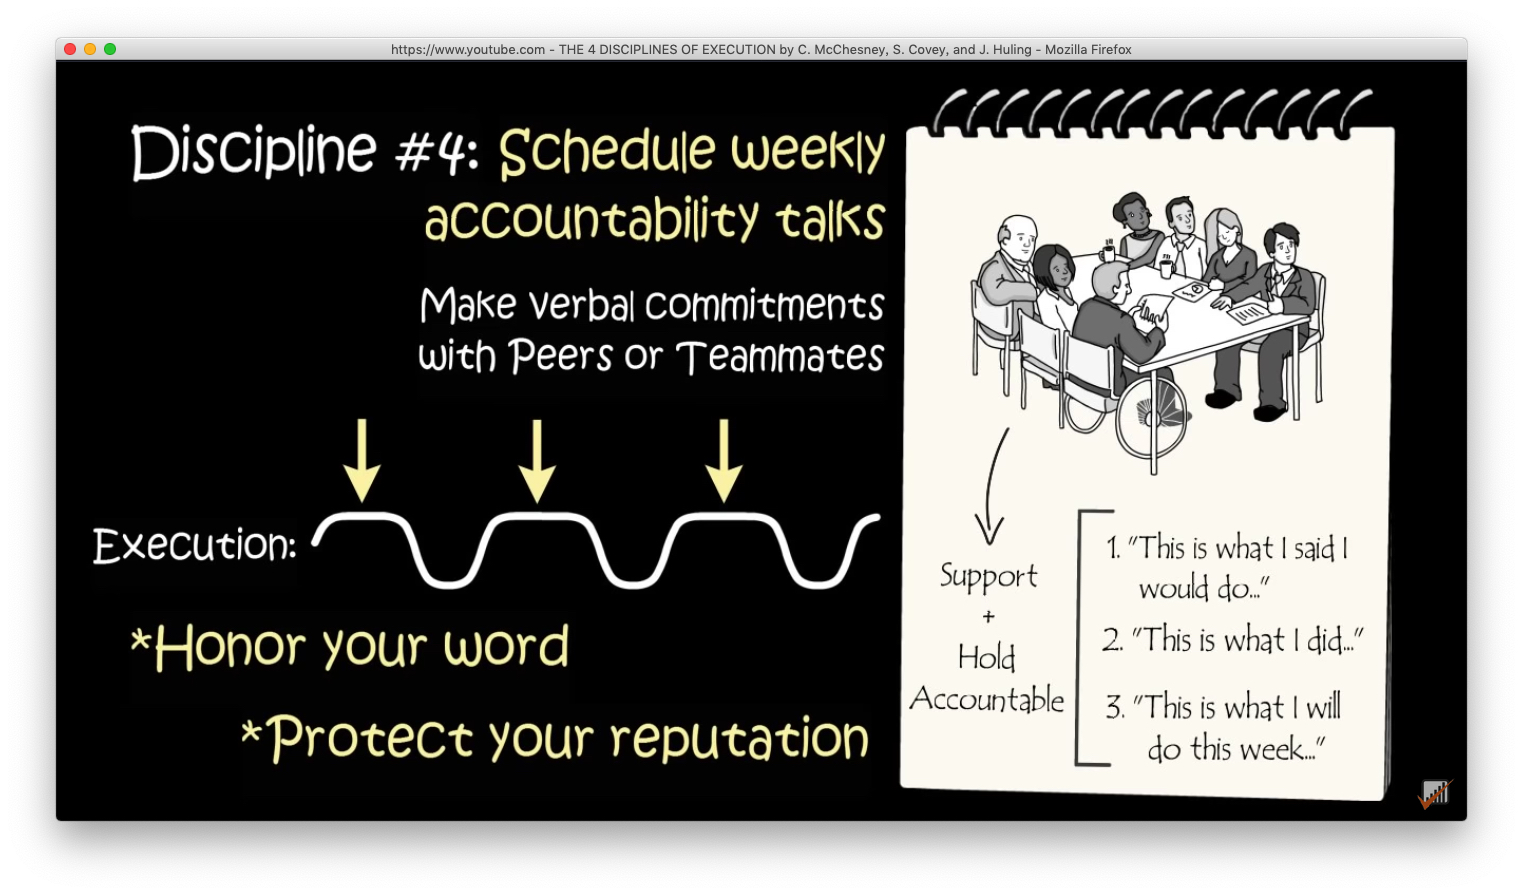 https://www.youtube.com - THE 4 DISCIPLINES OF EXECUTION by C. McChesney, S. Covey, and J. Huling - Mozilla Firefox
Discipline #4: Schedule weekly
accountability talks
Make verbal commitments
with Peers or Teammates
Execution:
*Honor your word
*Protect your reputation
Support
+
Hold
Accountable
1. "This is what I said I
would do..."
2. "This is what I did..."
3. "This is what I will
do this week..."